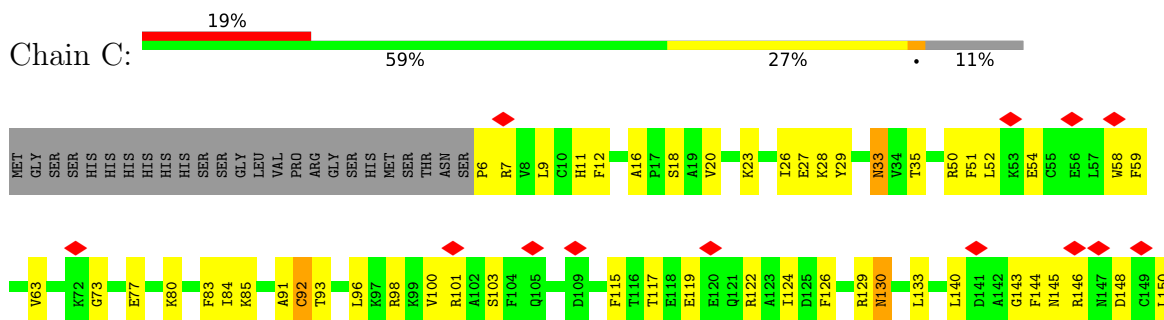 19%
Chain C:
59% 27% • 11%
MET GLY SER SER HIS HIS HIS HIS HIS HIS SER SER GLY LEU VAL PRO ARG GLY SER HIS MET SER THR ASN SER P6 R7 V8 L9 C10 H11 F12 A16 P17 S18 A19 V20 K23 I26 E27 K28 Y29 N33 V34 T35 R50 F51 L52 K53 E54 C55 E56 L57 W58 F59
V63 K72 G73 E77 K80 F83 I84 K85 A91 C92 T93 L96 K97 R98 K99 V100 R101 A102 S103 F104 Q105 D109 F115 T116 T117 E118 E119 E120 Q121 R122 A123 I124 D125 F126 R129 N130 L133 L140 D141 A142 G143 F144 N145 R146 N147 D148 C149 L150